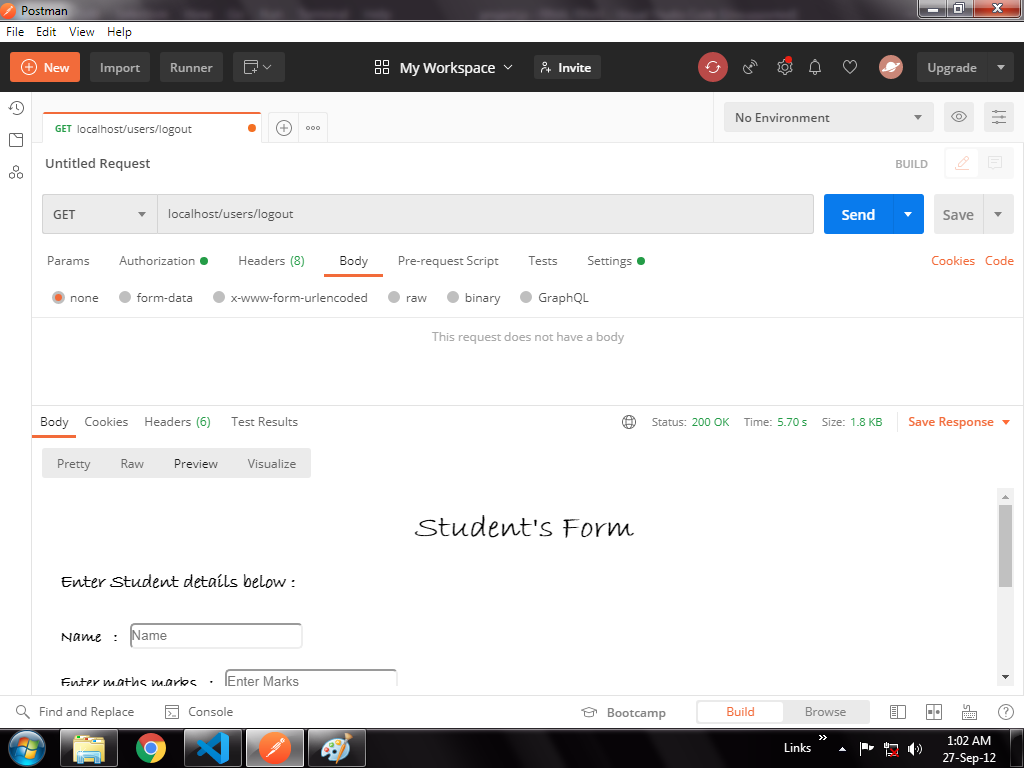 Postman
File Edit View Help
New Import Runner My Workspace Invite Upgrade
GET localhost/users/logout No Environment
Untitled Request BUILD
GET localhost/users/logout Send Save
Params Authorization Headers (8) Body Pre-request Script Tests Settings Cookies Code
none form-data x-www-form-urlencoded raw binary GraphQL
This request does not have a body
Body Cookies Headers (6) Test Results Status: 200 OK Time: 5.70 s Size: 1.8 KB Save Response
Pretty Raw Preview Visualize
Student's Form
Enter Student details below :
Name : Name
Enter maths marks : Enter Marks
Find and Replace Console Bootcamp Build Browse
Links 1:02 AM
27-Sep-12